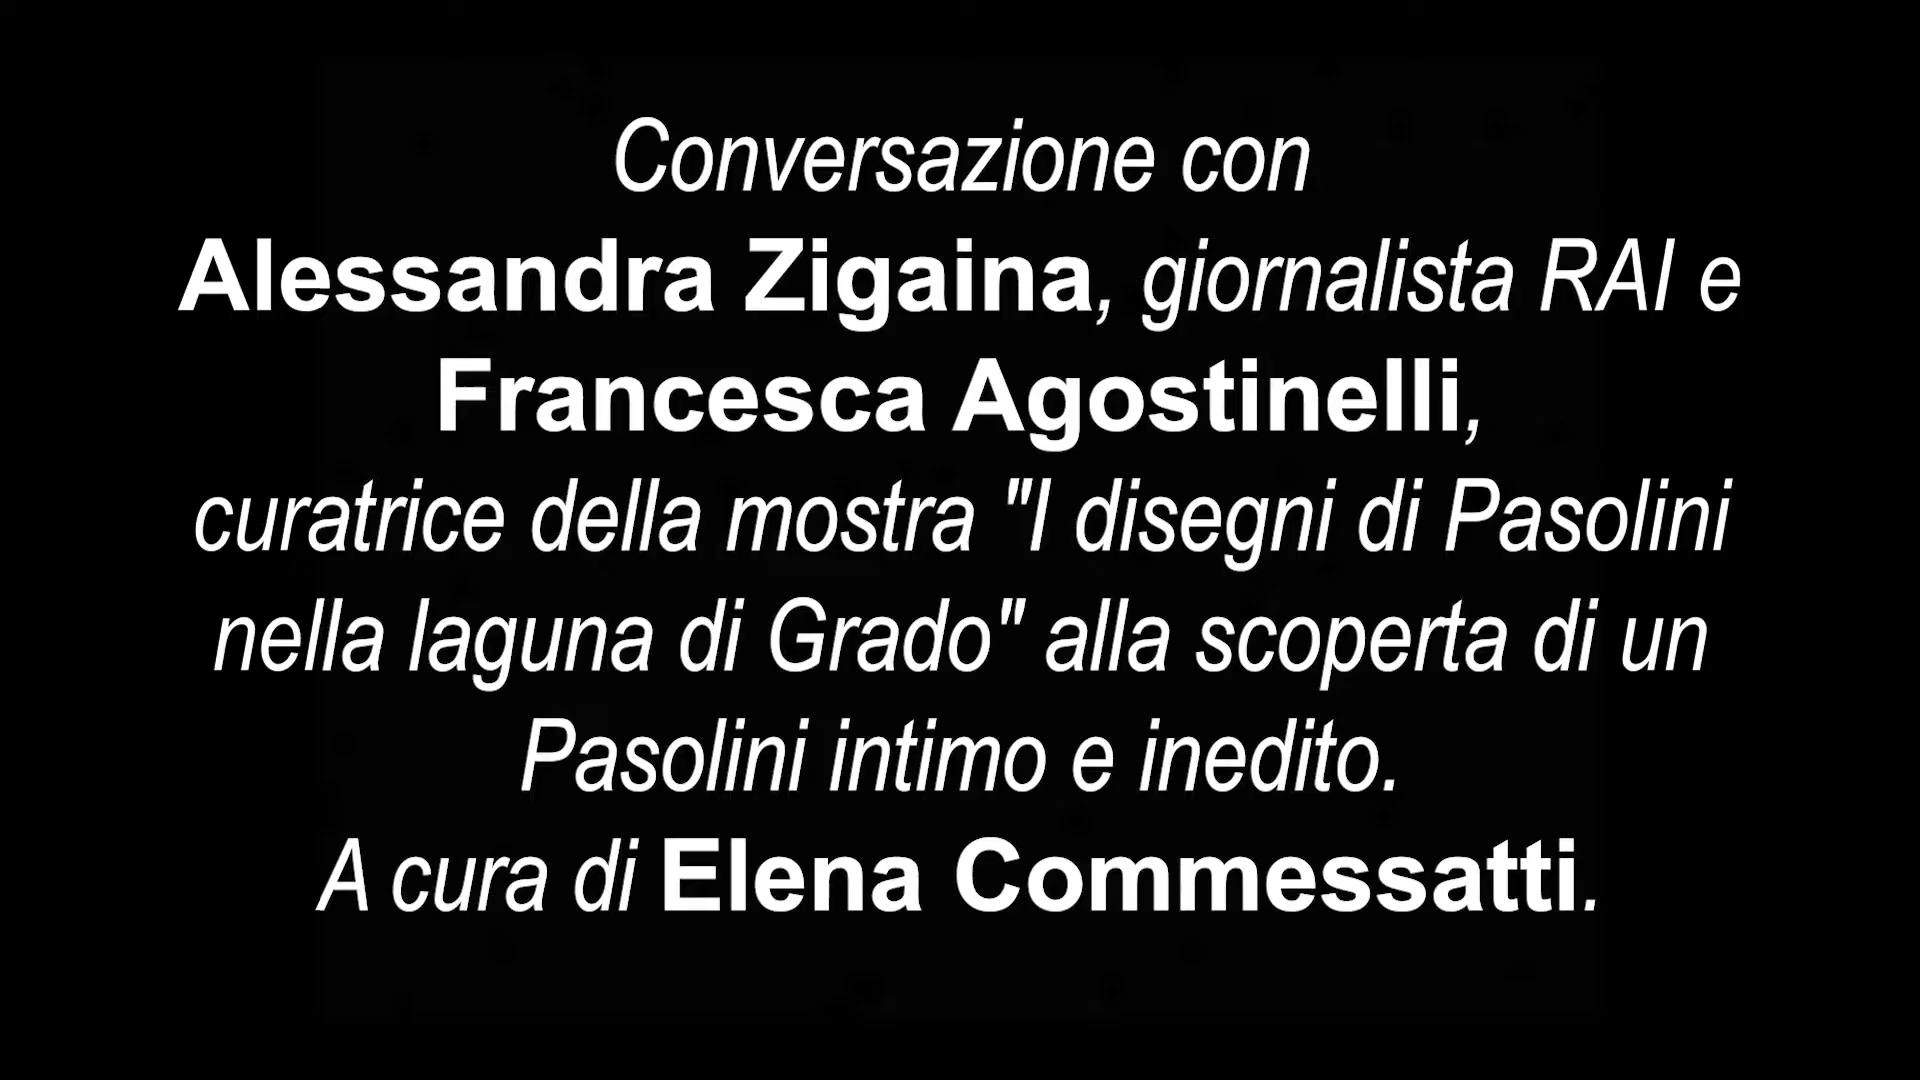 Conversazione con
Alessandra Zigaina, giornalista RAI e
Francesca Agostinelli,
curatrice della mostra "I disegni di Pasolini
nella laguna di Grado" alla scoperta di un
Pasolini intimo e inedito.
A cura di Elena Commessatti.